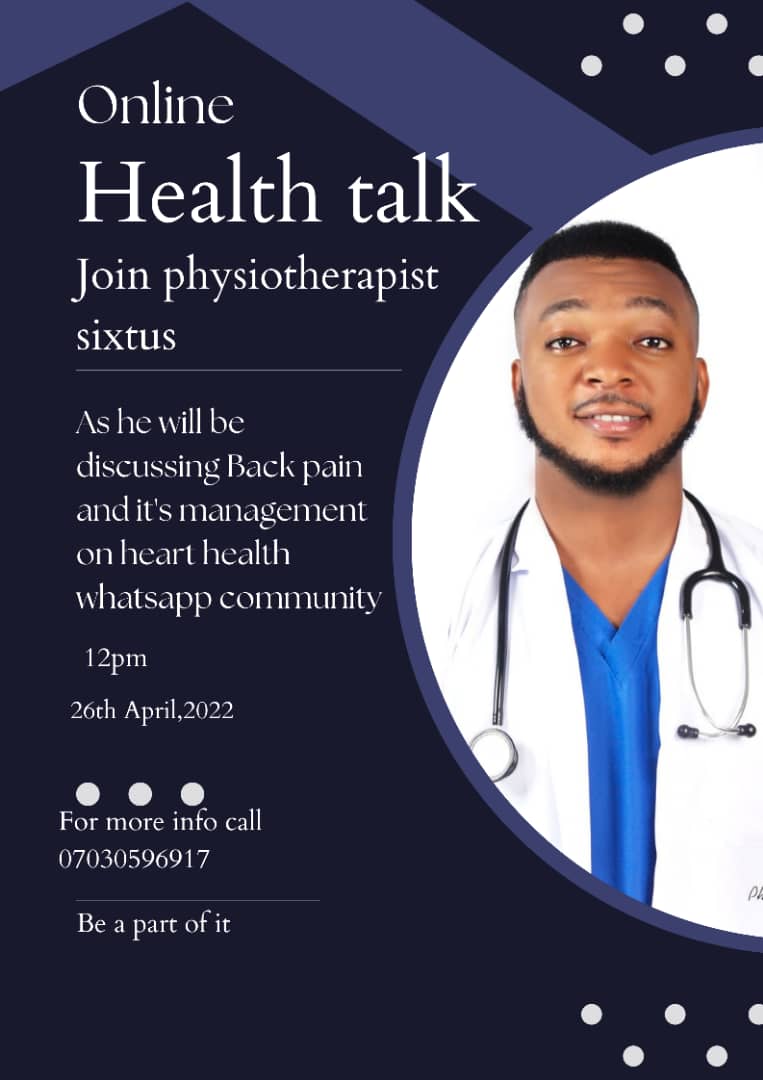 Online
Health talk
Join physiotherapist
sixtus
As he will be
discussing Back pain
and it's management
on heart health
whatsapp community
12pm
26th April,2022
For more info call
07030596917
Be a part of it